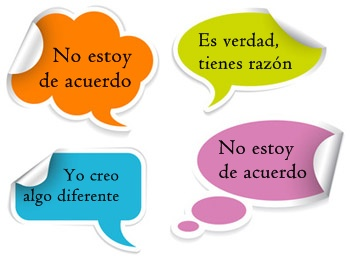 No estoy
de acuerdo
Es verdad,
tienes razón
Yo creo
algo diferente
No estoy
de acuerdo